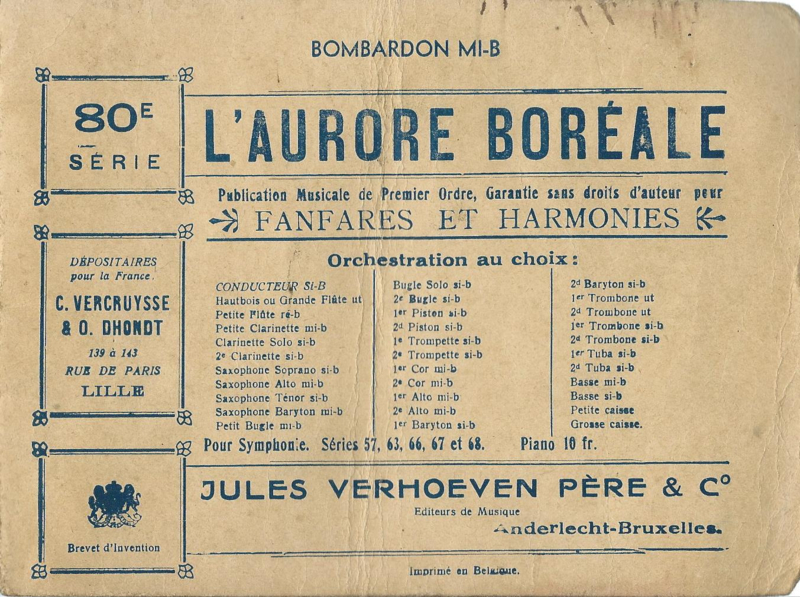 BOMBARDON MI-B
80E
SÉRIE
L'AURORE BORÉALE
Publication Musicale de Premier Ordre, Garantie sans droits d'auteur pour
FANFARES ET HARMONIES
DÉPOSITAIRES
pour la France:
C. VERCRUYSSE
& O. DHONDT
139 à 143
RUE DE PARIS
LILLE
Orchestration au choix :
CONDUCTEUR Si-B
Hautbois ou Grande Flûte ut
Petite Flûte ré-b
Petite Clarinette mi-b
Clarinette Solo si-b
2e Clarinette si-b
Saxophone Soprano si-b
Saxophone Alto mi-b
Saxophone Ténor si-b
Saxophone Baryton mi-b
Petit Bugle mi-b
Bugle Solo si-b
2e Bugle si-b
1er Piston si-b
2d Piston si-b
1e Trompette si-b
2e Trompette si-b
1er Cor mi-b
2e Cor mi-b
1er Alto mi-b
2e Alto mi-b
1er Baryton si-b
2d Baryton si-b
1er Trombone ut
2d Trombone ut
1er Trombone si-b
2d Trombone si-b
1er Tuba si-b
2d Tuba si-b
Basse mi-b
Basse si-b
Petite caisse
Grosse caisse.
Pour Symphonie. Séries 57, 63, 66, 67 et 68. Piano 10 fr.
Brevet d'Invention
JULES VERHOEVEN PÈRE & Co
Editeurs de Musique
Anderlecht-Bruxelles.
Imprimé en Belgique.